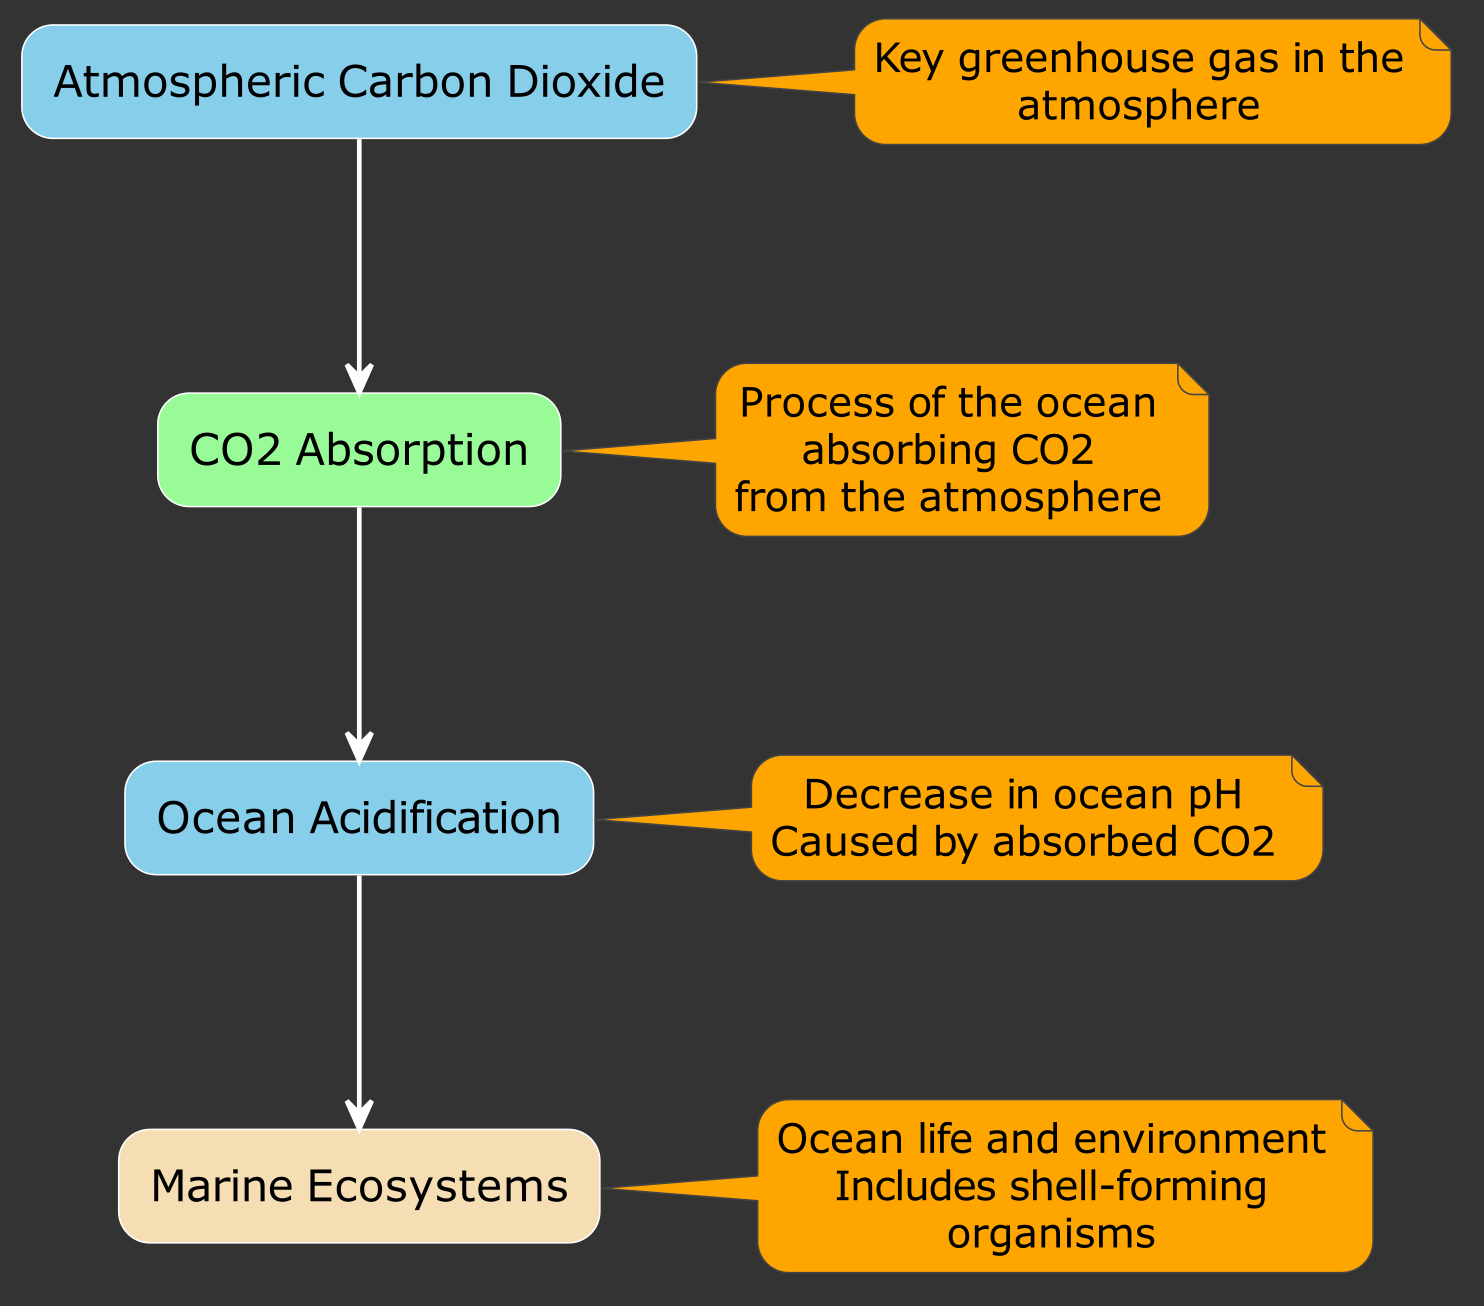 Atmospheric Carbon Dioxide
Key greenhouse gas in the
atmosphere
CO2 Absorption
Process of the ocean
absorbing CO2
from the atmosphere
Ocean Acidification
Decrease in ocean pH
Caused by absorbed CO2
Marine Ecosystems
Ocean life and environment
Includes shell-forming
organisms